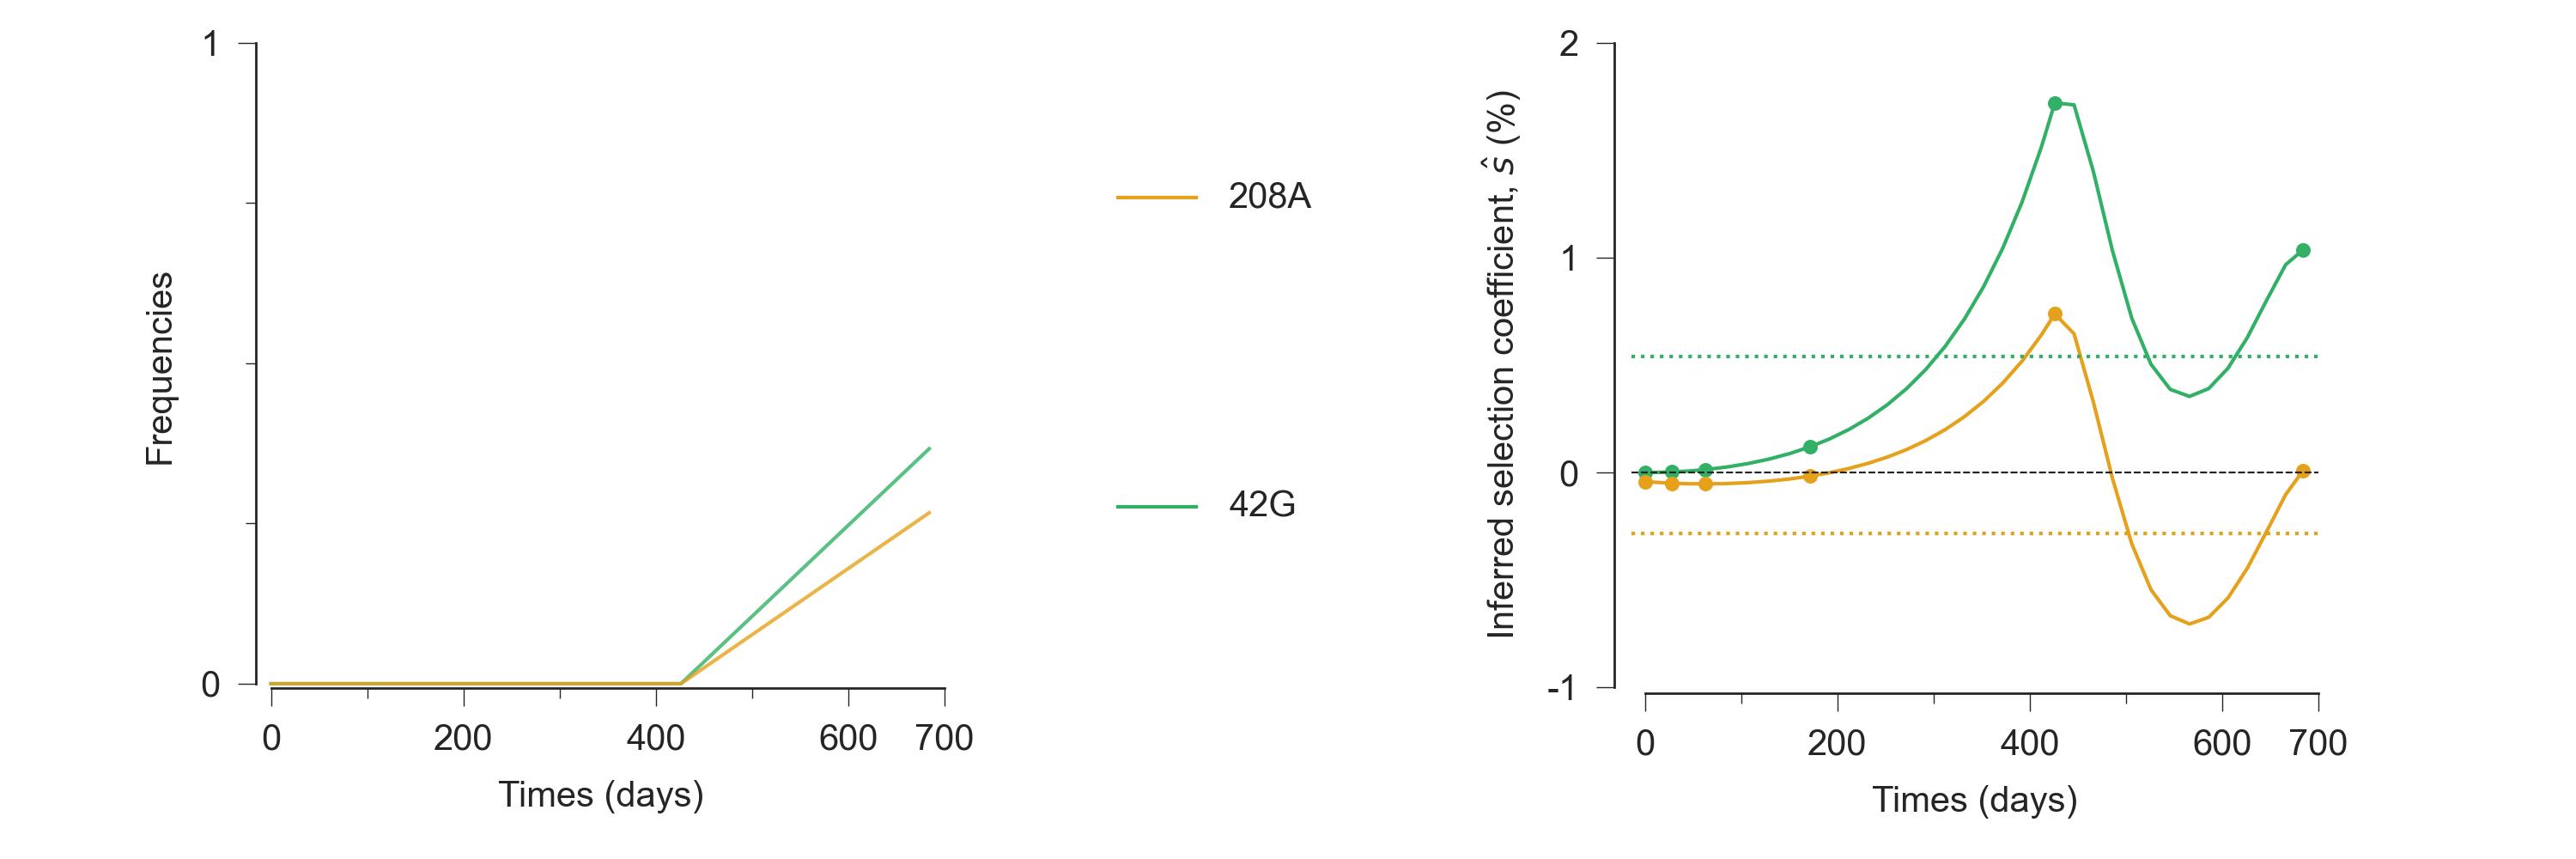 1
0
Frequencies
0 200 400 600 700
Times (days)
208A
42G
2
1
0
-1
Inferred selection coefficient, ŝ (%)
0 200 400 600 700
Times (days)